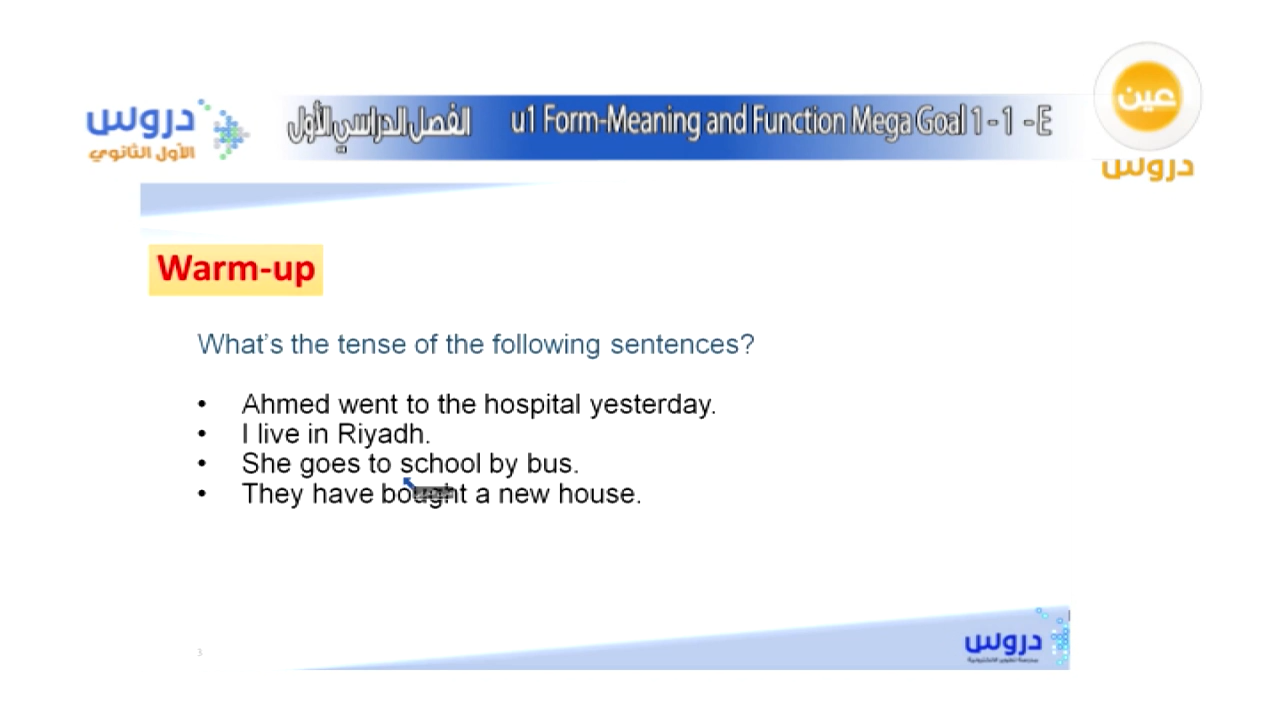 دروس
الأول الثانوي
الفصل الدراسي الأول
u1 Form-Meaning and Function Mega Goal 1 - 1 - E
عين
دروس
Warm-up
What's the tense of the following sentences?
• Ahmed went to the hospital yesterday.
• I live in Riyadh.
• She goes to school by bus.
• They have bought a new house.
3
دروس